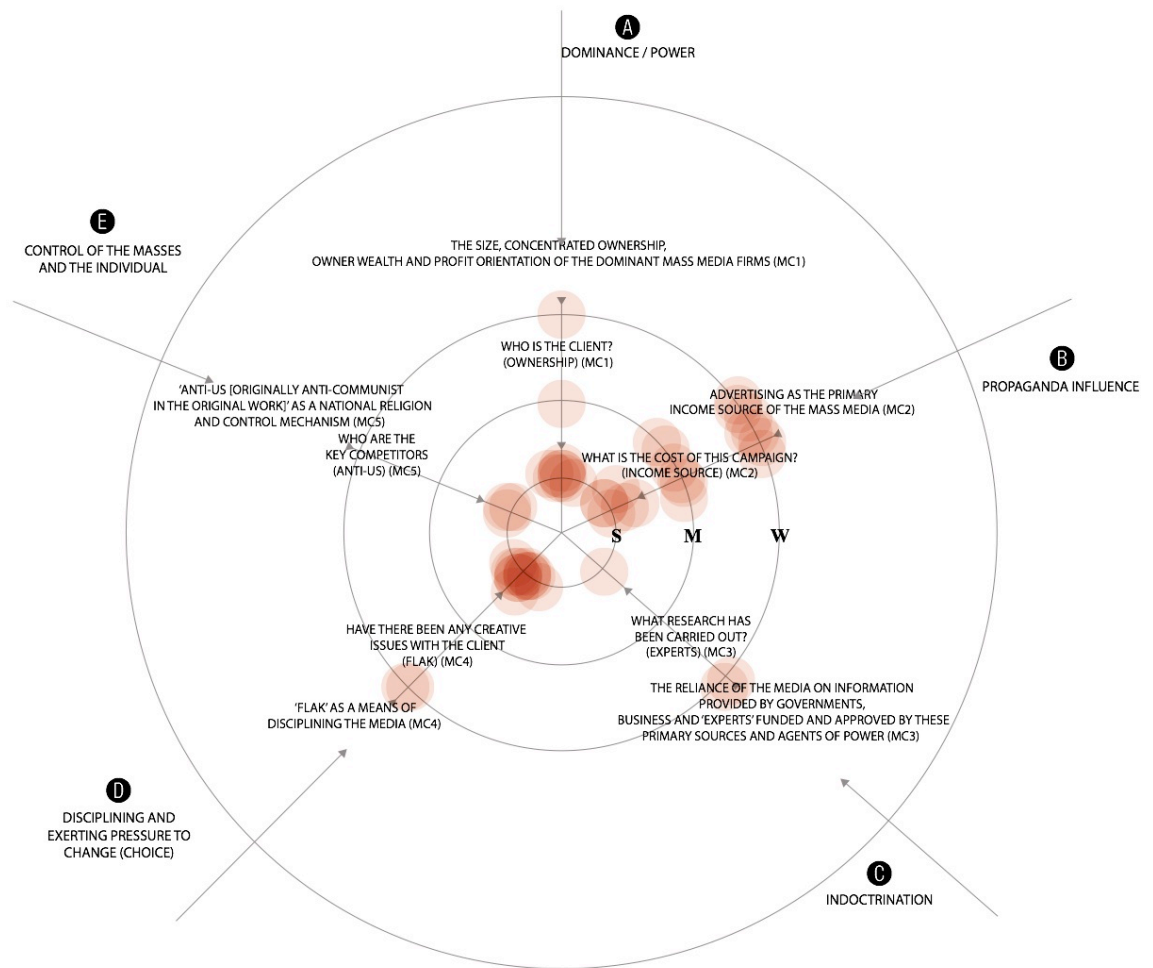 A
DOMINANCE / POWER
E
CONTROL OF THE MASSES
AND THE INDIVIDUAL
THE SIZE, CONCENTRATED OWNERSHIP,
OWNER WEALTH AND PROFIT ORIENTATION OF THE DOMINANT MASS MEDIA FIRMS (MC1)
WHO IS THE CLIENT?
(OWNERSHIP) (MC1)
B
PROPAGANDA INFLUENCE
'ANTI-US [ORIGINALLY ANTI-COMMUNIST
IN THE ORIGINAL WORK]' AS A NATIONAL RELIGION
AND CONTROL MECHANISM (MC5)
ADVERTISING AS THE PRIMARY
INCOME SOURCE OF THE MASS MEDIA (MC2)
WHO ARE THE
KEY COMPETITORS
(ANTI-US) (MC5)
WHAT IS THE COST OF THIS CAMPAIGN?
(INCOME SOURCE) (MC2)
S M W
HAVE THERE BEEN ANY CREATIVE
ISSUES WITH THE CLIENT
(FLAK) (MC4)
WHAT RESEARCH HAS
BEEN CARRIED OUT?
(EXPERTS) (MC3)
'FLAK' AS A MEANS OF
DISCIPLINING THE MEDIA (MC4)
THE RELIANCE OF THE MEDIA ON INFORMATION
PROVIDED BY GOVERNMENTS,
BUSINESS AND 'EXPERTS' FUNDED AND APPROVED BY THESE
PRIMARY SOURCES AND AGENTS OF POWER (MC3)
D
DISCIPLINING AND
EXERTING PRESSURE TO
CHANGE (CHOICE)
C
INDOCTRINATION